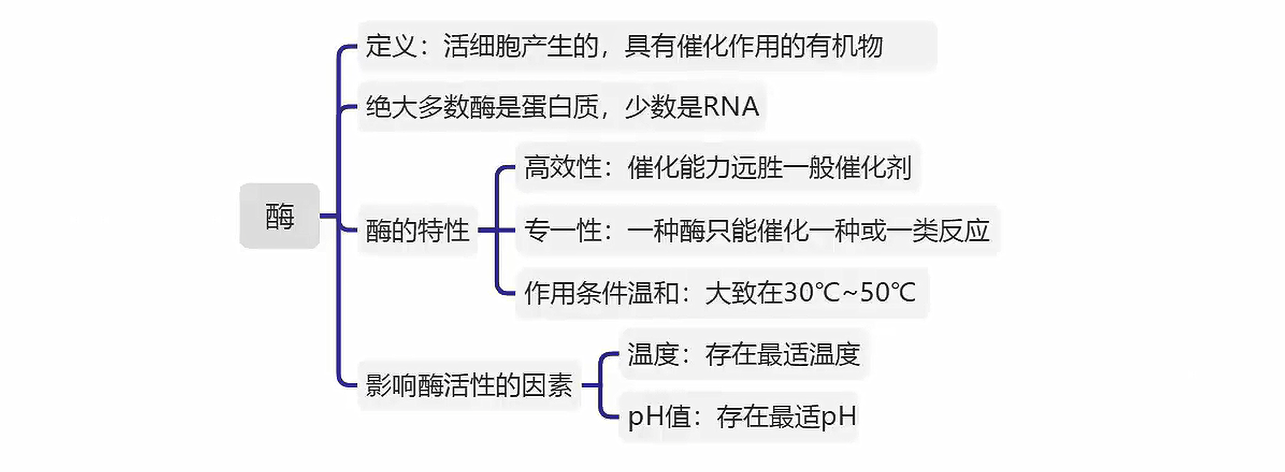 定义：活细胞产生的，具有催化作用的有机物
绝大多数酶是蛋白质，少数是RNA
高效性：催化能力远胜一般催化剂
酶
酶的特性
专一性：一种酶只能催化一种或一类反应
作用条件温和：大致在30℃~50℃
温度：存在最适温度
影响酶活性的因素
pH值：存在最适pH